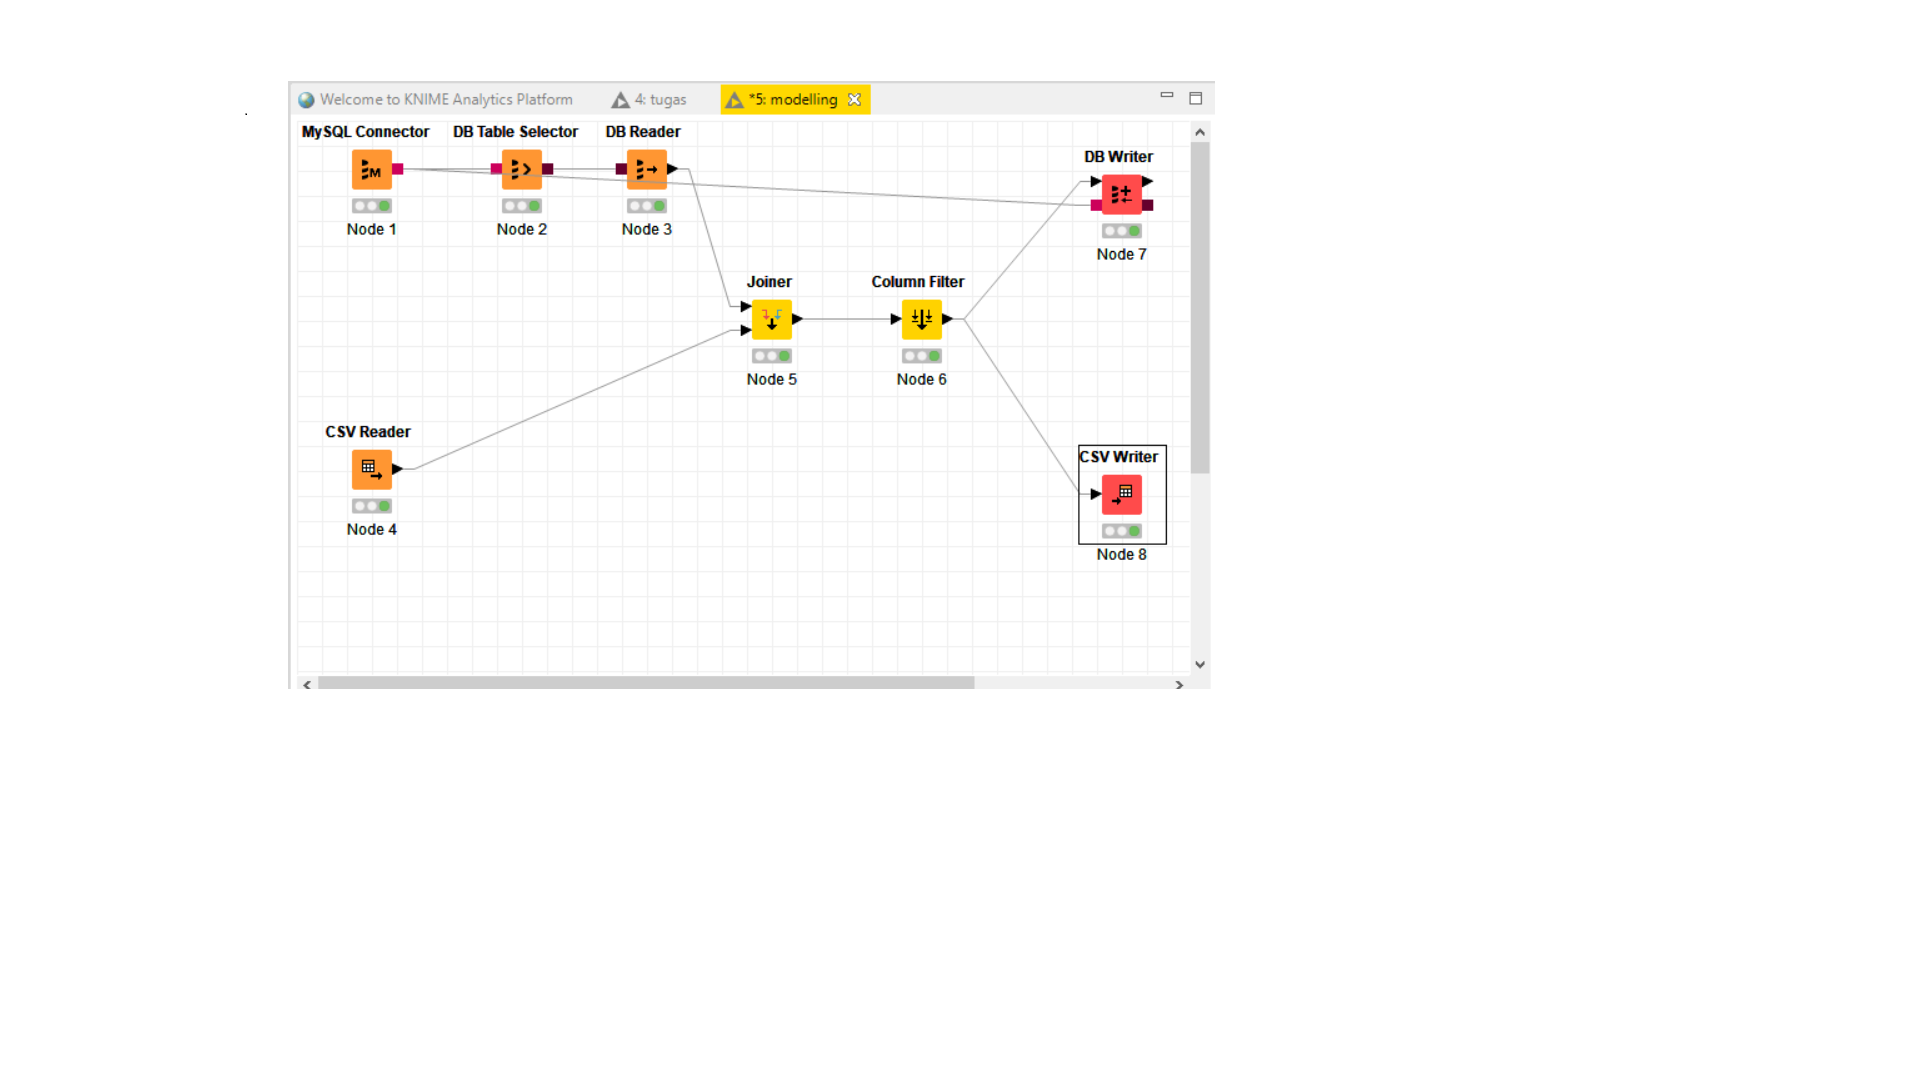 Welcome to KNIME Analytics Platform 4: tugas *5: modelling
MySQL Connector DB Table Selector DB Reader
DB Writer
Node 1 Node 2 Node 3
Node 7
Joiner Column Filter
Node 5 Node 6
CSV Reader
CSV Writer
Node 4
Node 8